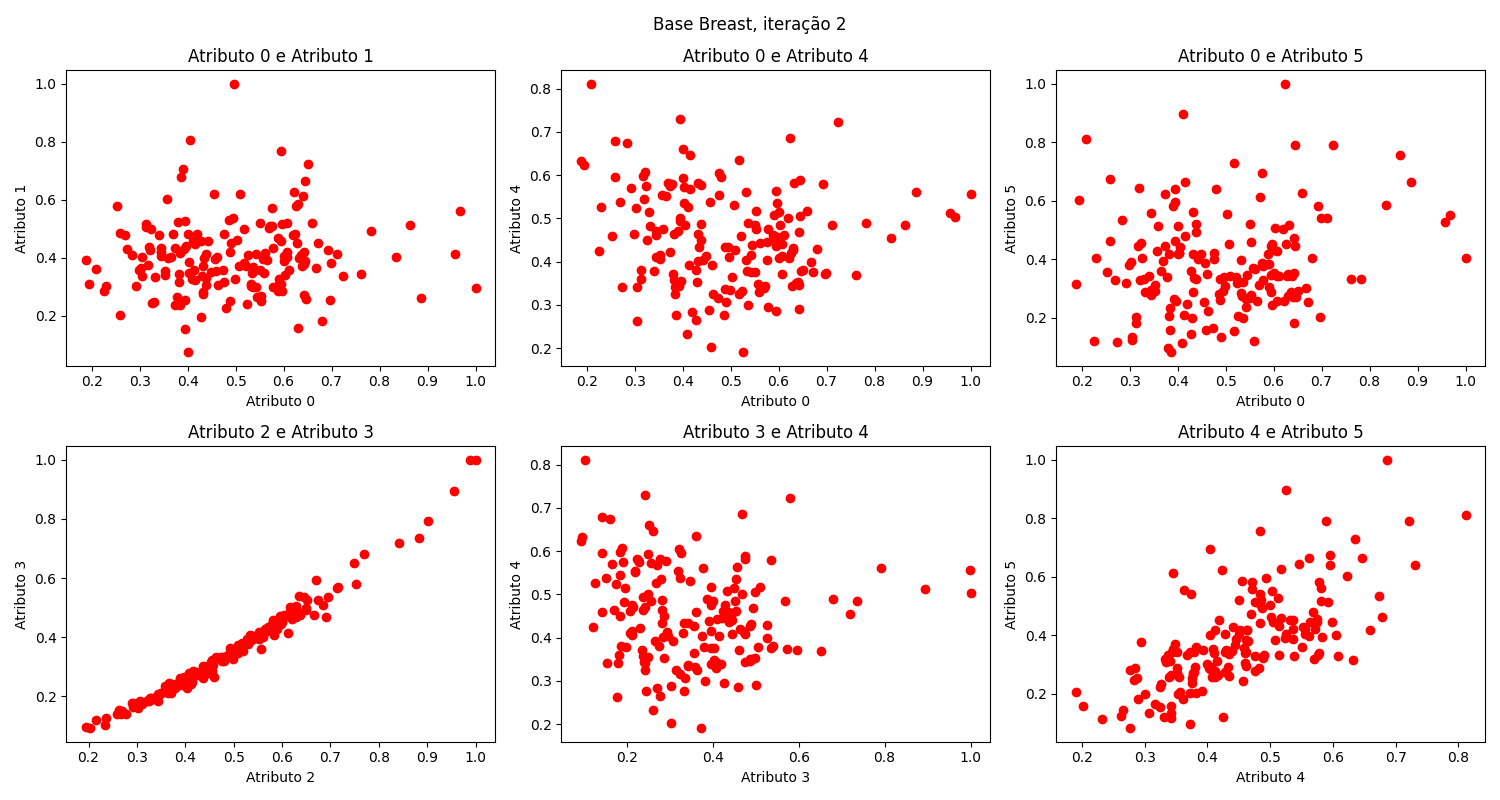 Base Breast, iteração 2
Atributo 0 e Atributo 1
Atributo 1
1.0
0.8
0.6
0.4
0.2
0.2 0.3 0.4 0.5 0.6 0.7 0.8 0.9 1.0
Atributo 0
Atributo 0 e Atributo 4
Atributo 4
0.8
0.7
0.6
0.5
0.4
0.3
0.2
0.2 0.3 0.4 0.5 0.6 0.7 0.8 0.9 1.0
Atributo 0
Atributo 0 e Atributo 5
Atributo 5
1.0
0.8
0.6
0.4
0.2
0.2 0.3 0.4 0.5 0.6 0.7 0.8 0.9 1.0
Atributo 0
Atributo 2 e Atributo 3
Atributo 3
1.0
0.8
0.6
0.4
0.2
0.2 0.3 0.4 0.5 0.6 0.7 0.8 0.9 1.0
Atributo 2
Atributo 3 e Atributo 4
Atributo 4
0.8
0.7
0.6
0.5
0.4
0.3
0.2
0.2 0.4 0.6 0.8 1.0
Atributo 3
Atributo 4 e Atributo 5
Atributo 5
1.0
0.8
0.6
0.4
0.2
0.2 0.3 0.4 0.5 0.6 0.7 0.8
Atributo 4